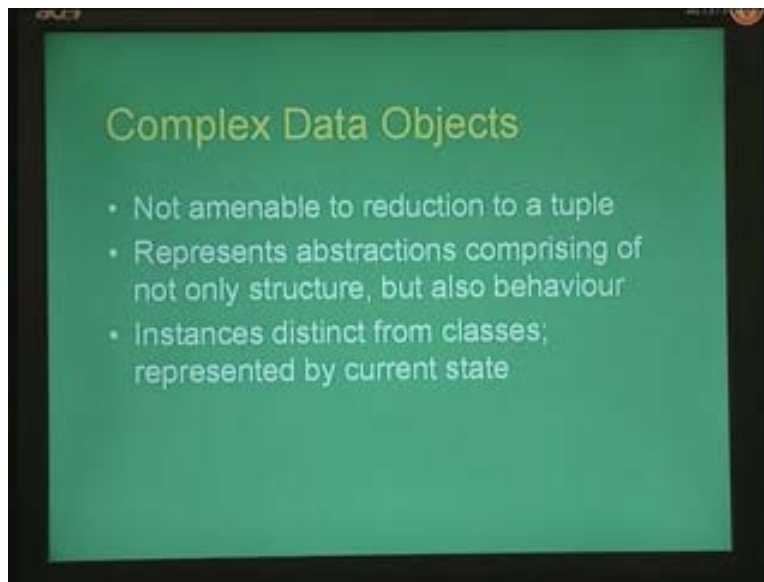 acer
Complex Data Objects
• Not amenable to reduction to a tuple
• Represents abstractions comprising of
not only structure, but also behaviour
• Instances distinct from classes;
represented by current state